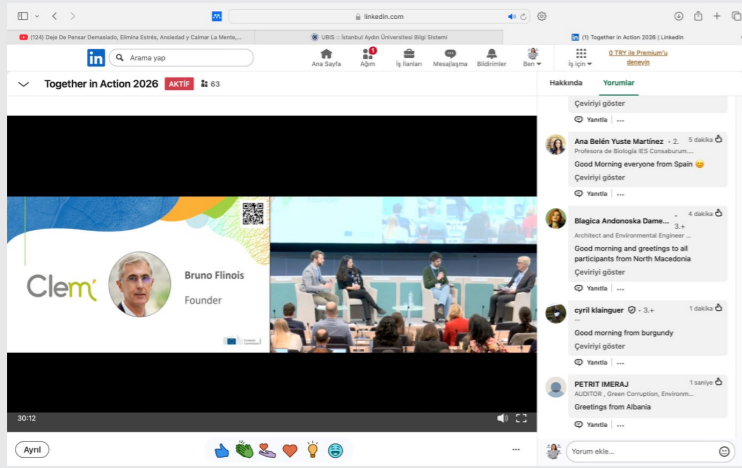 linkedin.com
(124) Deje De Pensar Demasiado, Elimina Estrés, Ansiedad y Calmar La Mente,...
UBIS :: İstanbul Aydın Üniversitesi Bilgi Sistemi
(1) Together in Action 2026 | LinkedIn
in
Arama yap
Ana Sayfa
Ağım
İş İlanları
Mesajlaşma
Bildirimler
Ben
İş için
0 TRY ile Premium'u
denevin
Together in Action 2026
AKTİF
63
Hakkında
Yorumlar
Clem'
Bruno Flinois
Founder
30:12
Ayrıl
Çeviriyi göster
Yanıtla | ...
Ana Belén Yuste Martínez · 2. 5 dakika
Profesora de Biología IES Consaburum....
Good Morning everyone from Spain 😊
Çeviriyi göster
Yanıtla | ...
Blagica Andonoska Dame... · 3.+ 4 dakika
Architect and Environmental Engineer ...
Good morning and greetings to all
participants from North Macedonia
Çeviriyi göster
Yanıtla | ...
cyril klainguer · 3.+ 1 dakika
...
Good morning from burgundy
Çeviriyi göster
Yanıtla | ...
PETRIT IMERAJ 1 saniye
AUDITOR , Green Corruption, Environm...
Greetings from Albania
Yanıtla | ...
Yorum ekle...